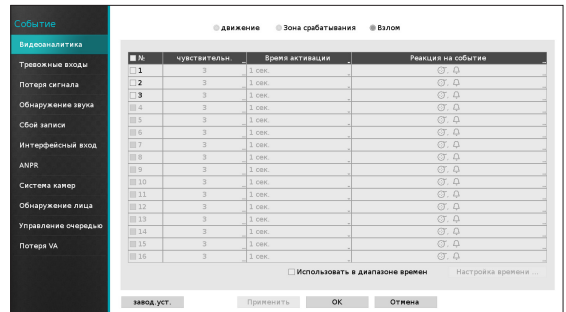 Событие
Видеоаналитика
Тревожные входы
Потеря сигнала
Обнаружение звука
Сбой записи
Интерфейсный вход
ANPR
Система камер
Обнаружение лица
Управление очередью
Потеря VA
движение Зона срабатывания Взлом
№ чувствительн. Время активации Реакция на событие
1 3 1 сек.
2 3 1 сек.
3 3 1 сек.
4 3 1 сек.
5 3 1 сек.
6 3 1 сек.
7 3 1 сек.
8 3 1 сек.
9 3 1 сек.
10 3 1 сек.
11 3 1 сек.
12 3 1 сек.
13 3 1 сек.
14 3 1 сек.
15 3 1 сек.
16 3 1 сек.
Использовать в диапазоне времен Настройка времени ...
завод.уст. Применить OK Отмена